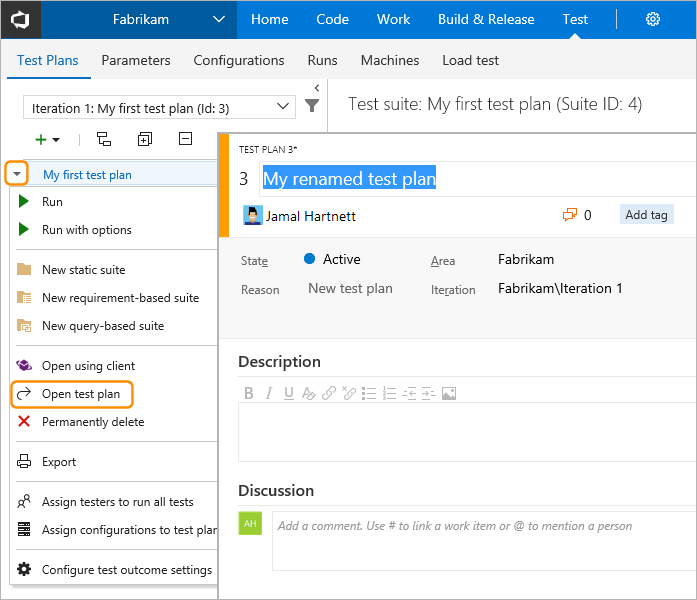 Fabrikam
Home Code Work Build & Release Test
Test Plans Parameters Configurations Runs Machines Load test
Iteration 1: My first test plan (Id: 3)
Test suite: My first test plan (Suite ID: 4)
My first test plan
Run
Run with options
New static suite
New requirement-based suite
New query-based suite
Open using client
Open test plan
Permanently delete
Export
Assign testers to run all tests
Assign configurations to test plan
Configure test outcome settings
TEST PLAN 3*
3 My renamed test plan
Jamal Hartnett 0 Add tag
State Active Area Fabrikam
Reason New test plan Iteration Fabrikam\Iteration 1
Description
B I U
Discussion
AH Add a comment. Use # to link a work item or @ to mention a person